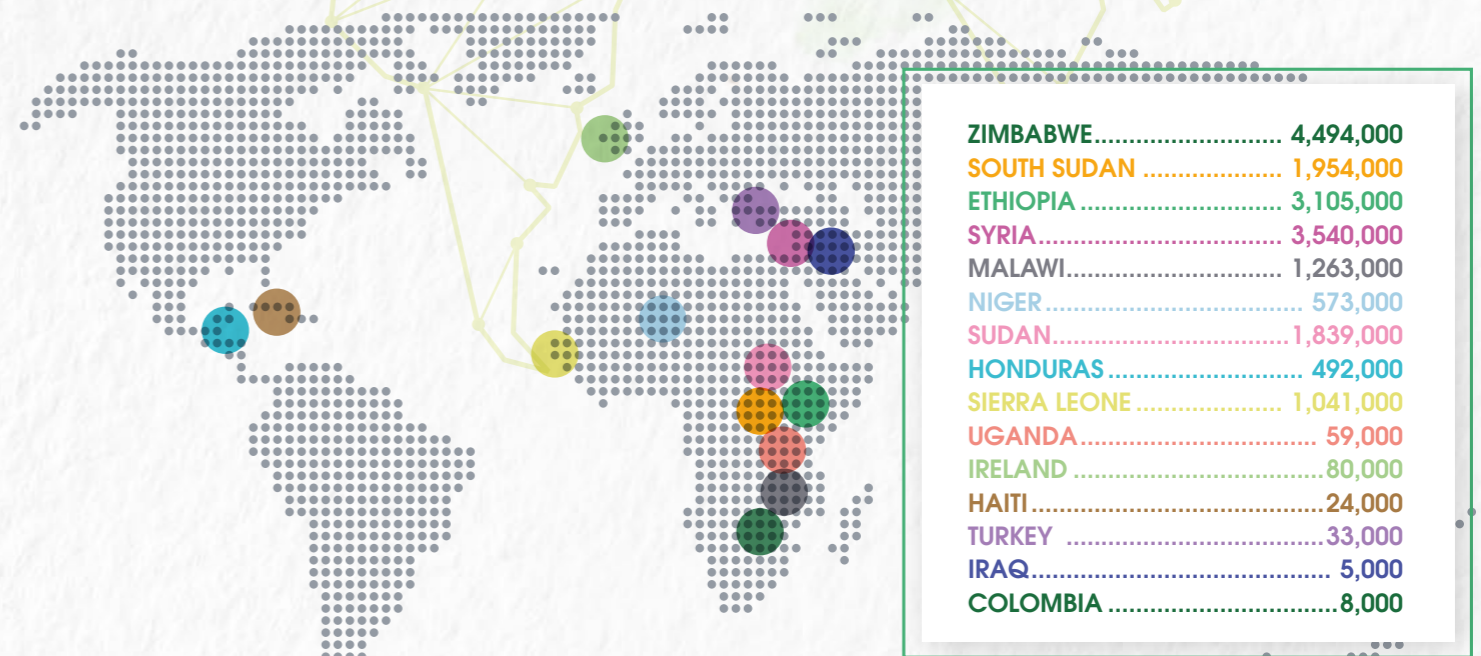 ZIMBABWE.............................. 4,494,000
SOUTH SUDAN ...................... 1,954,000
ETHIOPIA ................................ 3,105,000
SYRIA....................................... 3,540,000
MALAWI.................................. 1,263,000
NIGER...................................... 573,000
SUDAN.....................................1,839,000
HONDURAS ............................... 492,000
SIERRA LEONE ....................... 1,041,000
UGANDA...................................... 59,000
IRELAND .........................................80,000
HAITI ..............................................24,000
TURKEY .........................................33,000
IRAQ................................................ 5,000
COLOMBIA .....................................8,000